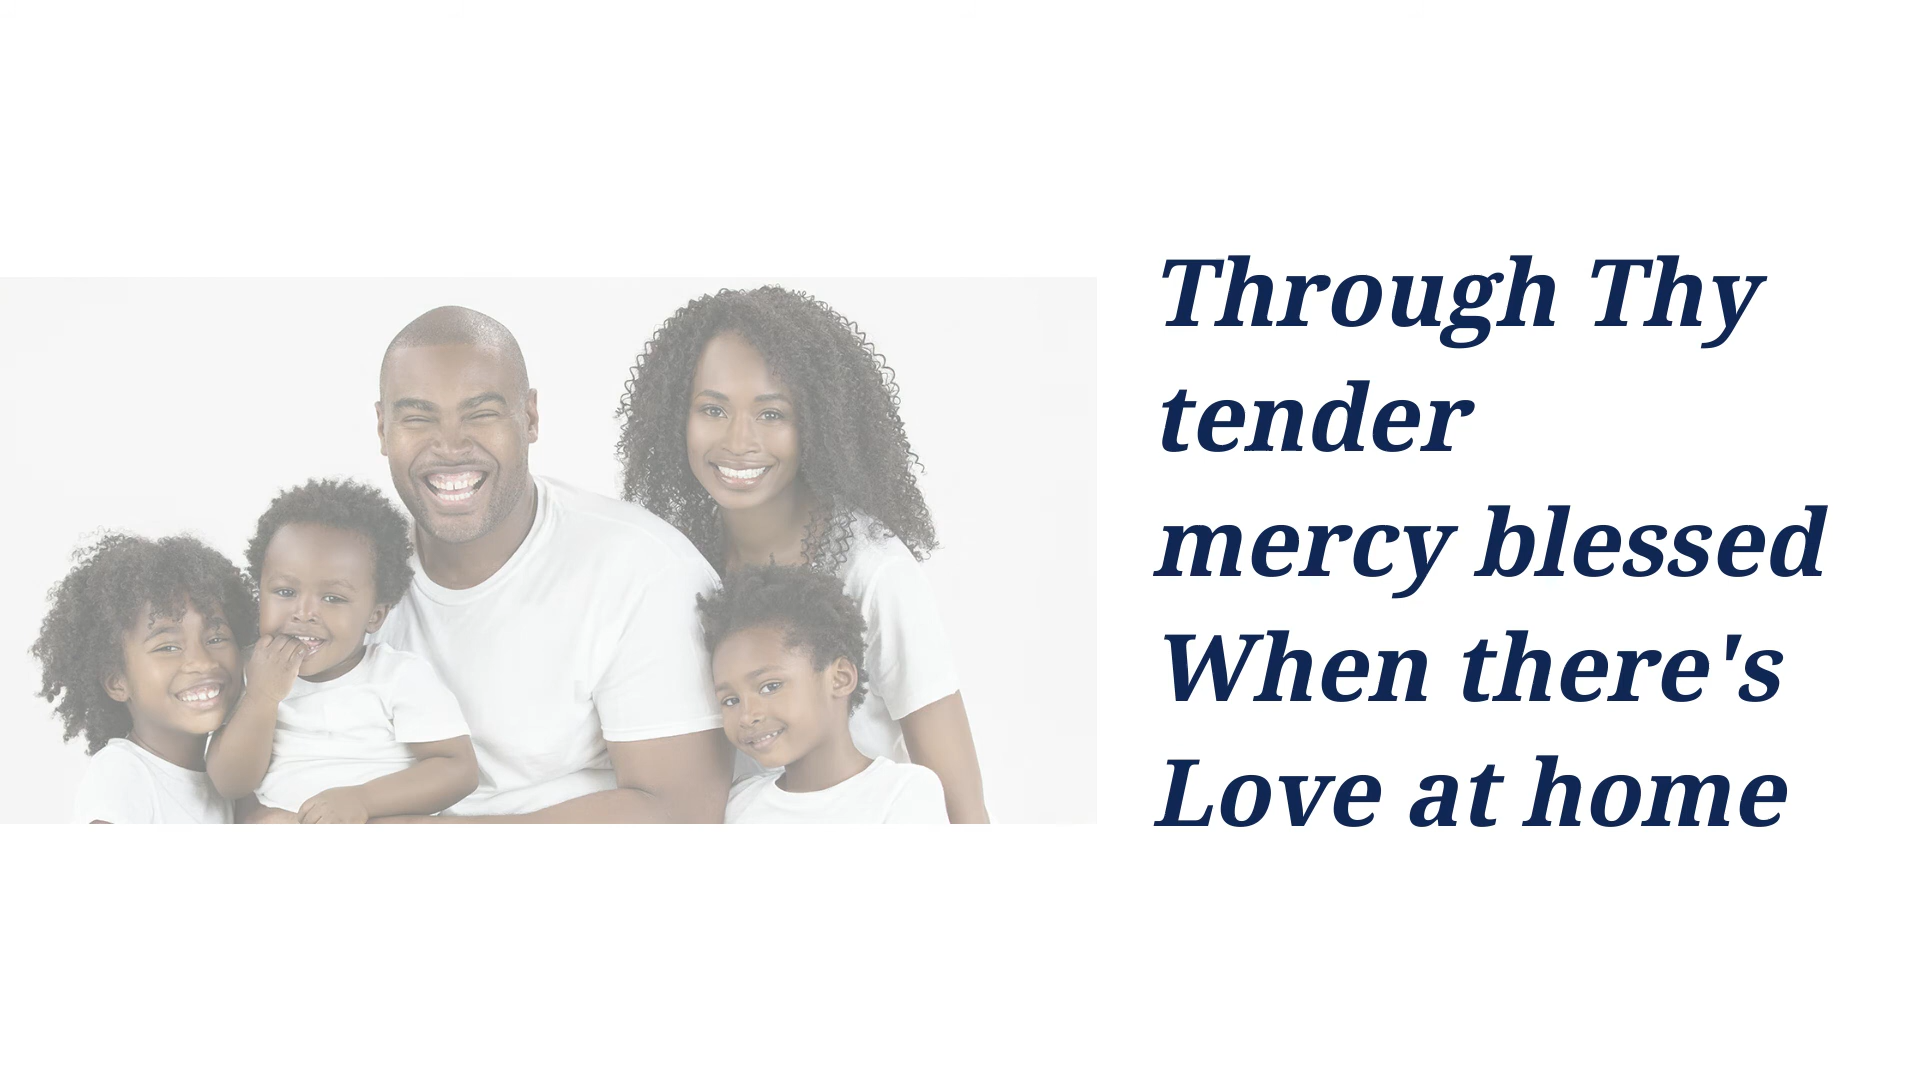 Through Thy
tender
mercy blessed
When there's
Love at home